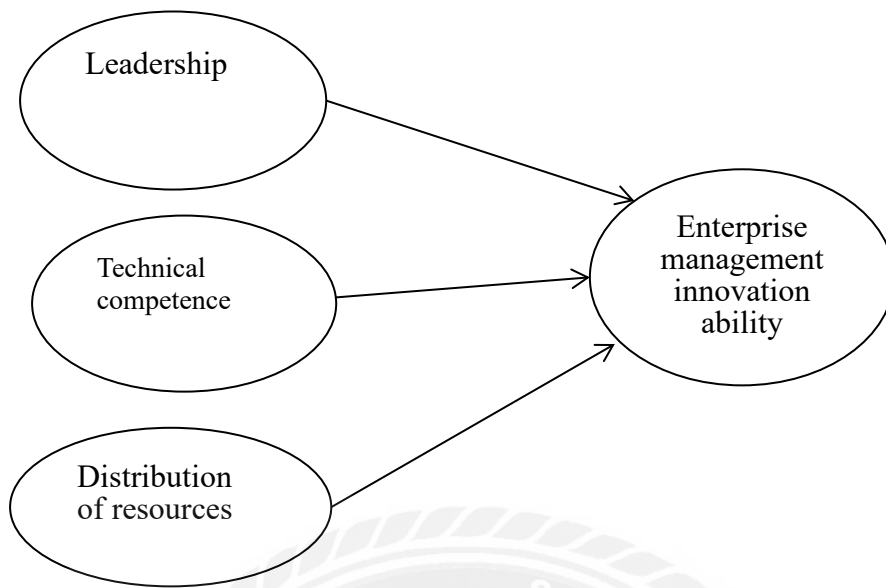 Leadership
Technical
competence
Distribution
of resources
Enterprise
management
innovation
ability